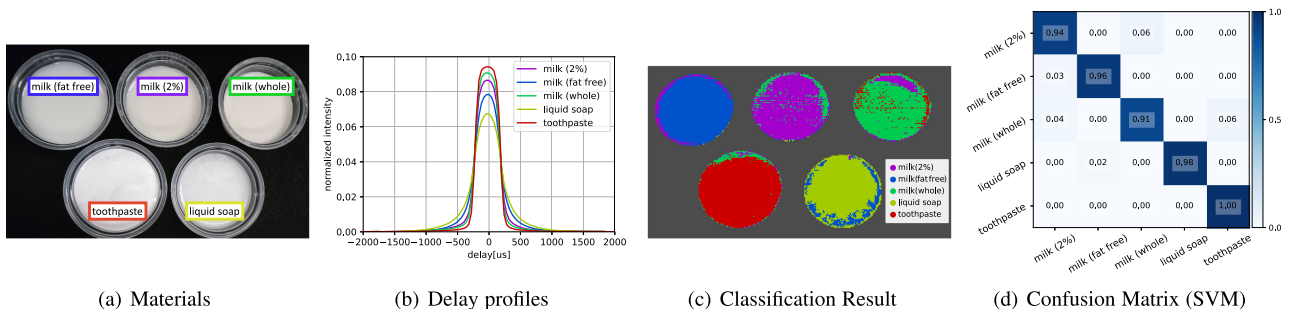 milk (fat free)
milk (2%)
milk (whole)
toothpaste
liquid soap
(a) Materials
normalized intensity
0.10
0.08
0.06
0.04
0.02
0.00
−2000 −1500 −1000 −500 0 500 1000 1500 2000
delay[us]
milk (2%)
milk (fat free)
milk (whole)
liquid soap
toothpaste
(b) Delay profiles
milk(2%)
milk(fatfree)
milk(whole)
liquid soap
toothpaste
(c) Classification Result
milk (2%) 0.94 0.00 0.06 0.00 0.00
milk (fat free) 0.03 0.96 0.00 0.00 0.00
milk (whole) 0.04 0.00 0.91 0.00 0.06
liquid soap 0.00 0.02 0.00 0.98 0.00
toothpaste 0.00 0.00 0.00 0.00 1.00
milk (2%) milk (fat free) milk (whole) liquid soap toothpaste
1.0
0.5
0.0
(d) Confusion Matrix (SVM)